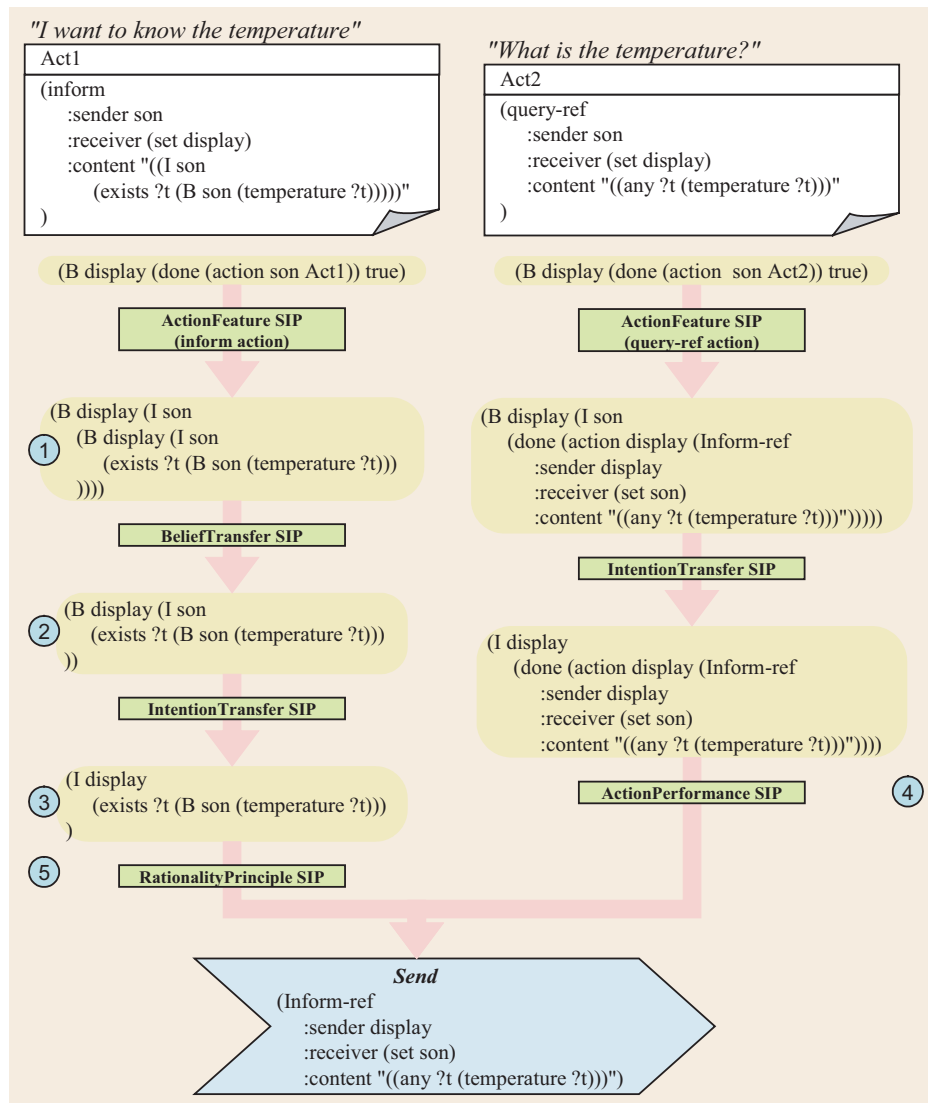 "I want to know the temperature"
Act1
(inform
:sender son
:receiver (set display)
:content "((I son
(exists ?t (B son (temperature ?t)))))"
)
(B display (done (action son Act1)) true)
ActionFeature SIP
(inform action)
1
(B display (I son
(B display (I son
(exists ?t (B son (temperature ?t)))
))))
BeliefTransfer SIP
2
(B display (I son
(exists ?t (B son (temperature ?t)))
))
IntentionTransfer SIP
3
(I display
(exists ?t (B son (temperature ?t)))
)
5
RationalityPrinciple SIP
"What is the temperature?"
Act2
(query-ref
:sender son
:receiver (set display)
:content "((any ?t (temperature ?t)))"
)
(B display (done (action son Act2)) true)
ActionFeature SIP
(query-ref action)
(B display (I son
(done (action display (Inform-ref
:sender display
:receiver (set son)
:content "((any ?t (temperature ?t)))")))))
IntentionTransfer SIP
(I display
(done (action display (Inform-ref
:sender display
:receiver (set son)
:content "((any ?t (temperature ?t)))"))))
ActionPerformance SIP
4
Send
(Inform-ref
:sender display
:receiver (set son)
:content "((any ?t (temperature ?t)))")